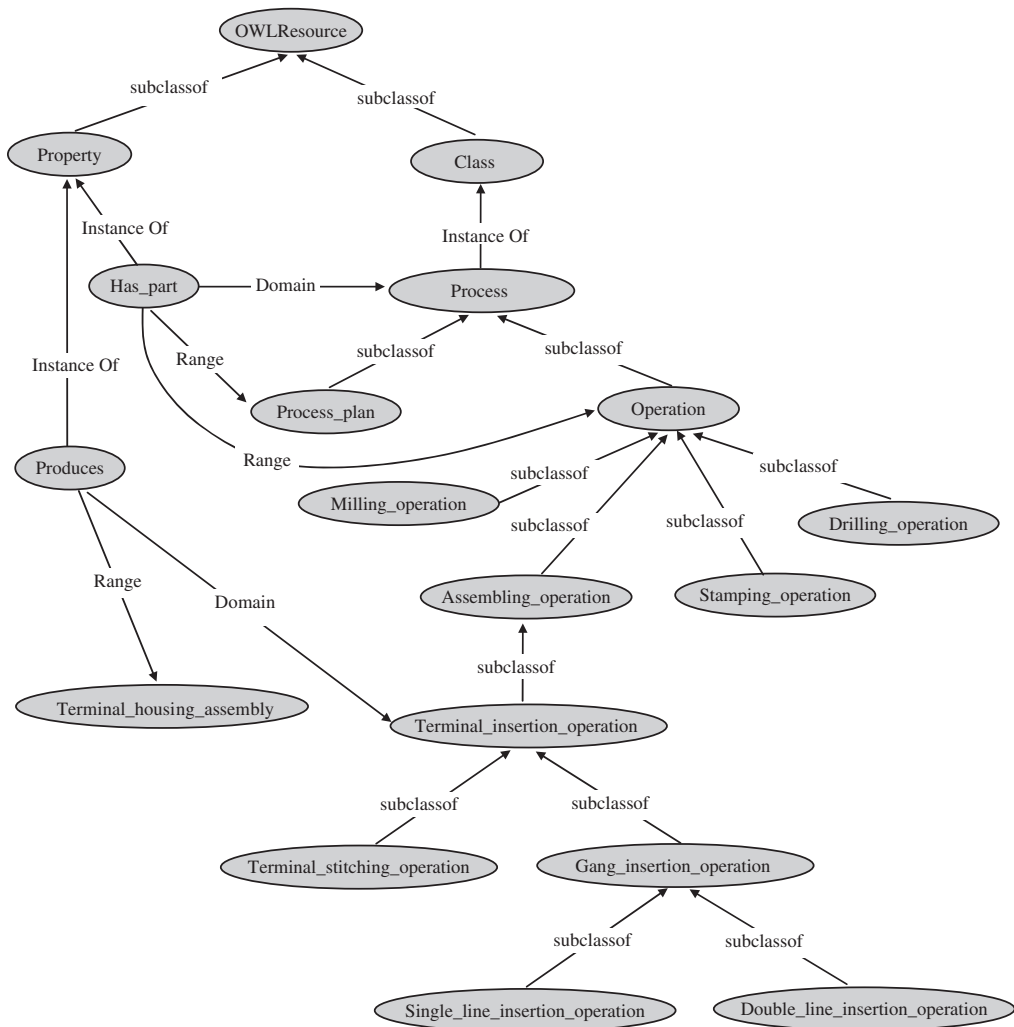 OWLResource
subclassof
subclassof
Property
Class
Instance Of
Instance Of
Has_part
Domain
Process
Range
subclassof
subclassof
Instance Of
Process_plan
Operation
Produces
Range
subclassof
subclassof
Milling_operation
subclassof
subclassof
Drilling_operation
Range
Domain
Assembling_operation
Stamping_operation
subclassof
Terminal_housing_assembly
Terminal_insertion_operation
subclassof
subclassof
Terminal_stitching_operation
Gang_insertion_operation
subclassof
subclassof
Single_line_insertion_operation
Double_line_insertion_operation